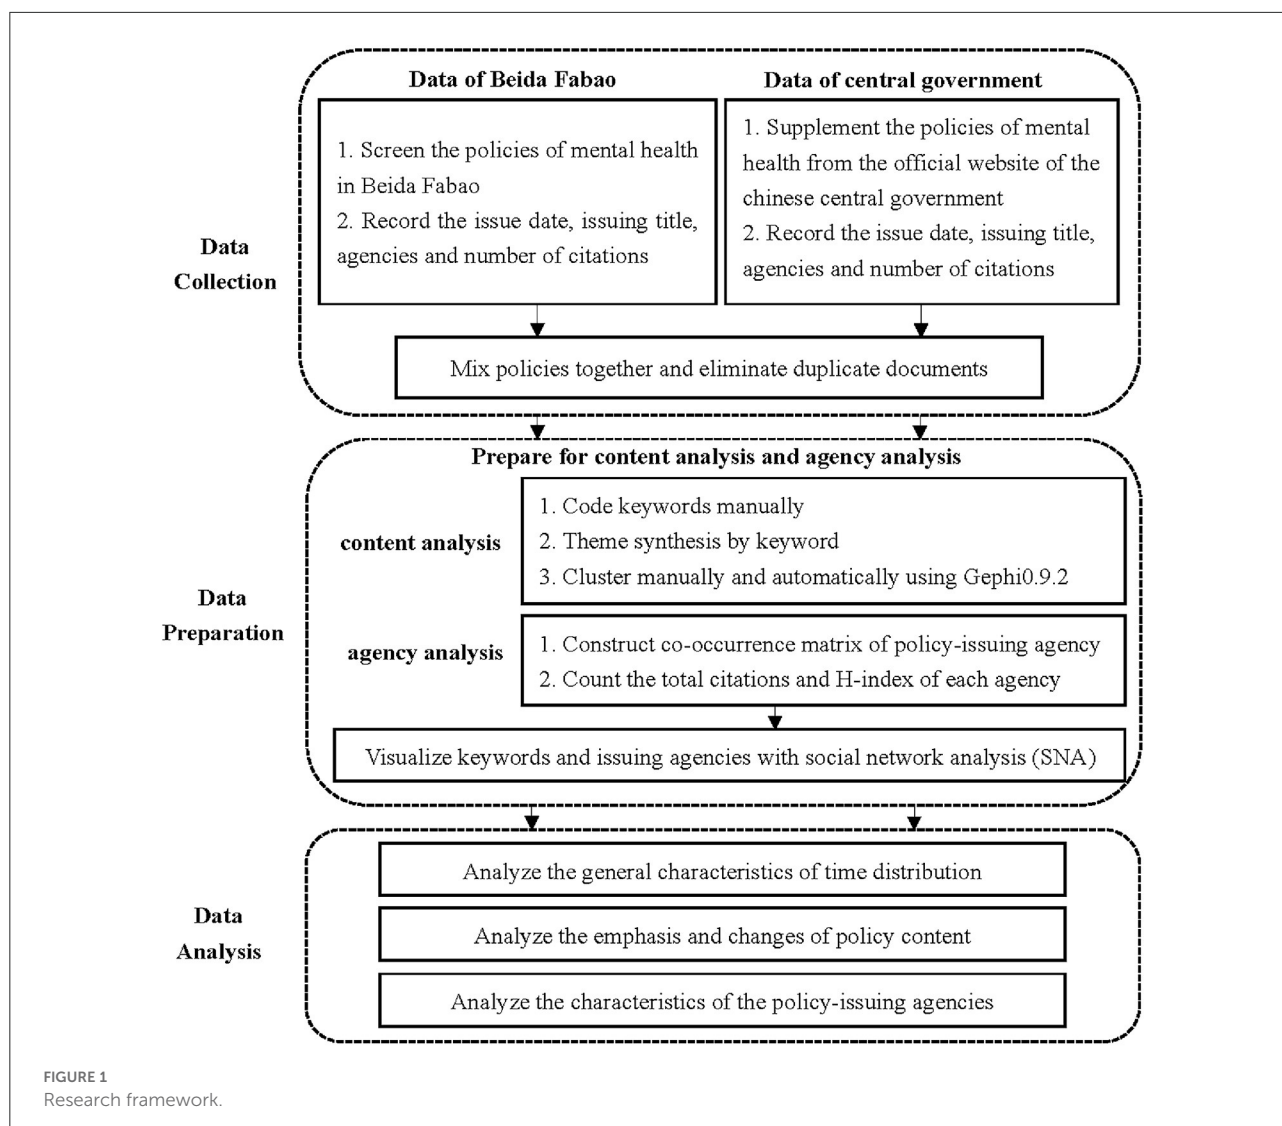 Data of Beida Fabao
1. Screen the policies of mental health
in Beida Fabao
2. Record the issue date, issuing title,
agencies and number of citations
Data of central government
1. Supplement the policies of mental
health from the official website of the
chinese central government
2. Record the issue date, issuing title,
agencies and number of citations
Data
Collection
Mix policies together and eliminate duplicate documents
Prepare for content analysis and agency analysis
content analysis
1. Code keywords manually
2. Theme synthesis by keyword
3. Cluster manually and automatically using Gephi0.9.2
Data
Preparation
agency analysis
1. Construct co-occurrence matrix of policy-issuing agency
2. Count the total citations and H-index of each agency
Visualize keywords and issuing agencies with social network analysis (SNA)
Data
Analysis
Analyze the general characteristics of time distribution
Analyze the emphasis and changes of policy content
Analyze the characteristics of the policy-issuing agencies
FIGURE 1
Research framework.